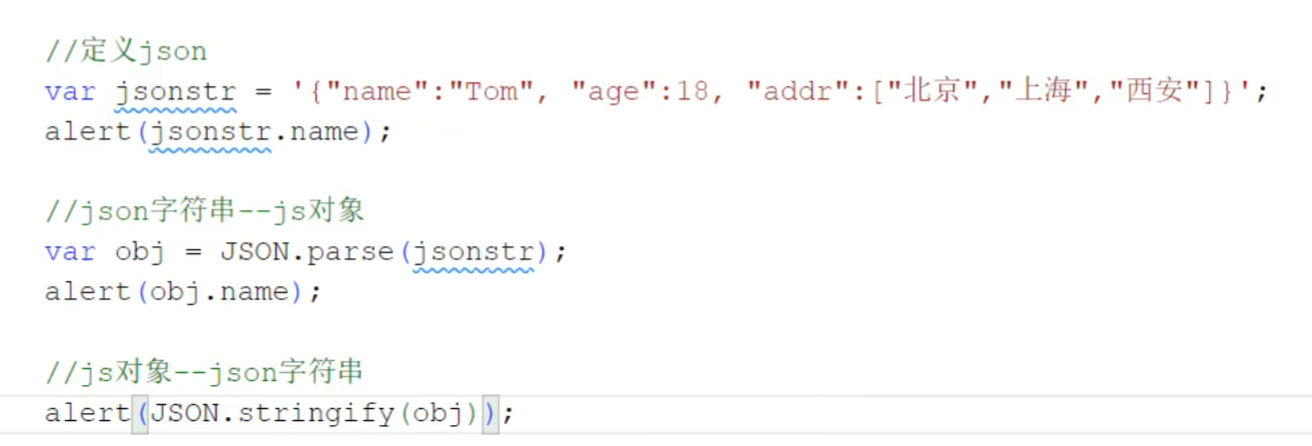 //定义json
var jsonstr = '{"name":"Tom", "age":18, "addr":["北京","上海","西安"]}';
alert(jsonstr.name);
//json字符串--js对象
var obj = JSON.parse(jsonstr);
alert(obj.name);
//js对象--json字符串
alert(JSON.stringify(obj));